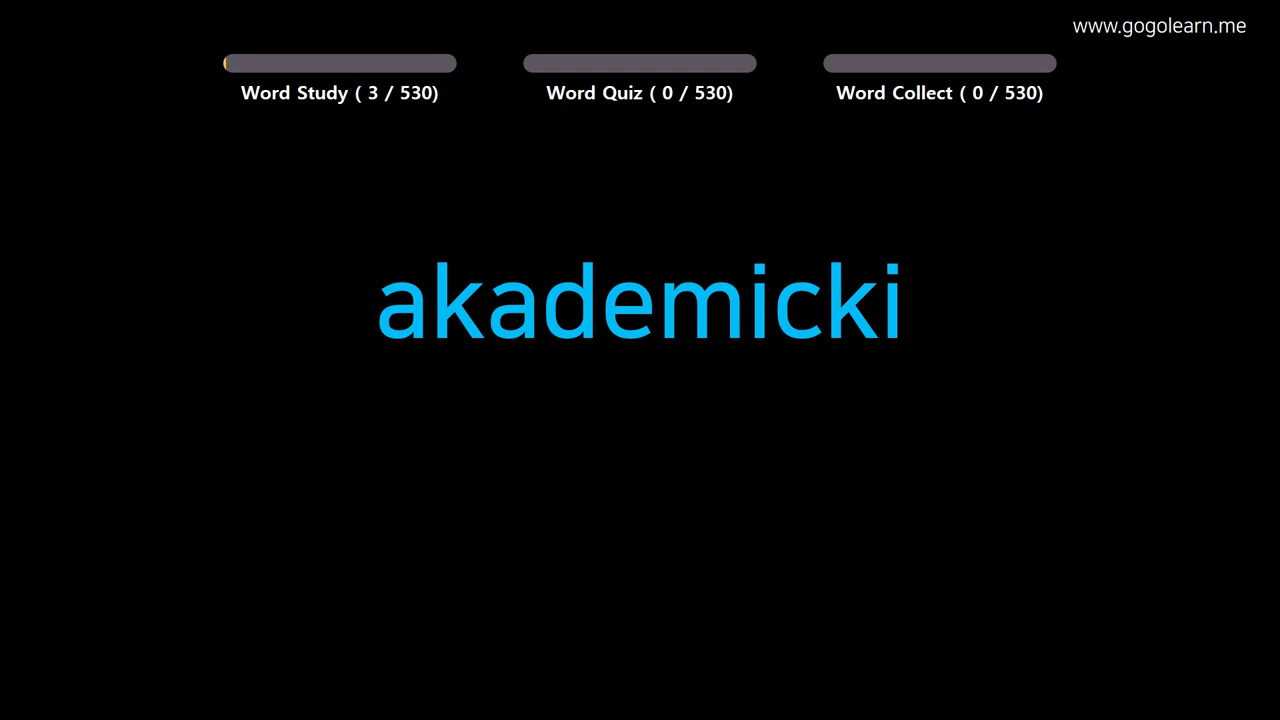 www.gogolearn.me
Word Study ( 3 / 530)
Word Quiz ( 0 / 530)
Word Collect ( 0 / 530)
akademicki